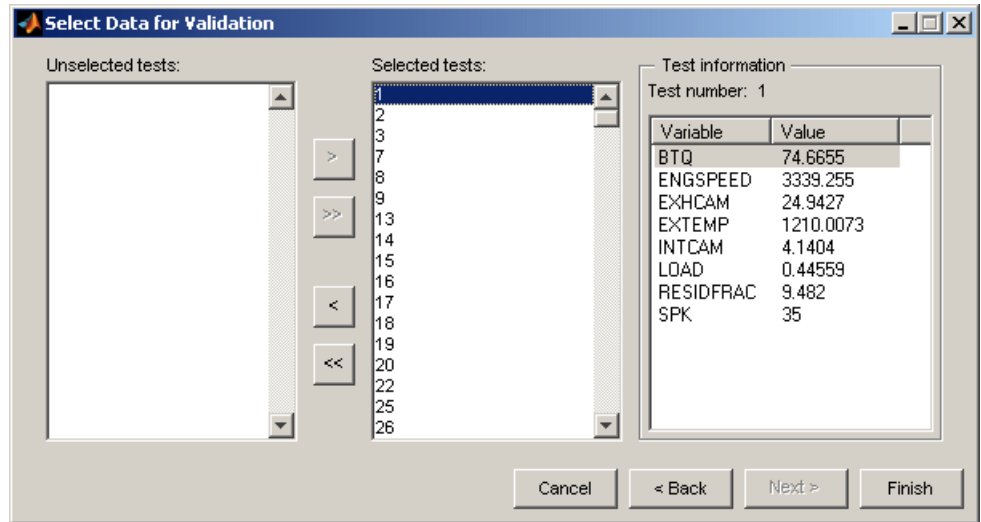 Select Data for Validation
Unselected tests:
>
>>
<
<<
Selected tests:
1
2
3
7
8
9
13
14
15
16
17
18
19
20
22
25
26
Test information
Test number: 1
Variable Value
BTQ 74.6655
ENGSPEED 3339.255
EXHCAM 24.9427
EXTEMP 1210.0073
INTCAM 4.1404
LOAD 0.44559
RESIDFRAC 9.482
SPK 35
Cancel < Back Next > Finish